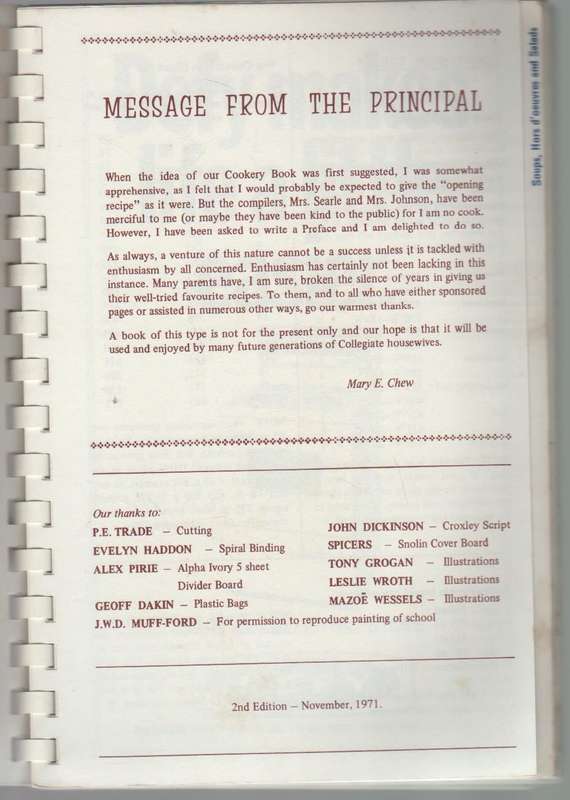 MESSAGE FROM THE PRINCIPAL
When the idea of our Cookery Book was first suggested, I was somewhat
apprehensive, as I felt that I would probably be expected to give the "opening
recipe" as it were. But the compilers, Mrs. Searle and Mrs. Johnson, have been
merciful to me (or maybe they have been kind to the public) for I am no cook.
However, I have been asked to write a Preface and I am delighted to do so.
As always, a venture of this nature cannot be a success unless it is tackled with
enthusiasm by all concerned. Enthusiasm has certainly not been lacking in this
instance. Many parents have, I am sure, broken the silence of years in giving us
their well-tried favourite recipes. To them, and to all who have either sponsored
pages or assisted in numerous other ways, go our warmest thanks.
A book of this type is not for the present only and our hope is that it will be
used and enjoyed by many future generations of Collegiate housewives.
Mary E. Chew
Our thanks to:
P.E. TRADE – Cutting
EVELYN HADDON – Spiral Binding
ALEX PIRIE – Alpha Ivory 5 sheet
Divider Board
GEOFF DAKIN – Plastic Bags
JOHN DICKINSON – Croxley Script
SPICERS – Snolin Cover Board
TONY GROGAN – Illustrations
LESLIE WROTH – Illustrations
MAZOË WESSELS – Illustrations
J.W.D. MUFF-FORD – For permission to reproduce painting of school
2nd Edition – November, 1971.
Soups, Hors d'oeuvres and Salads